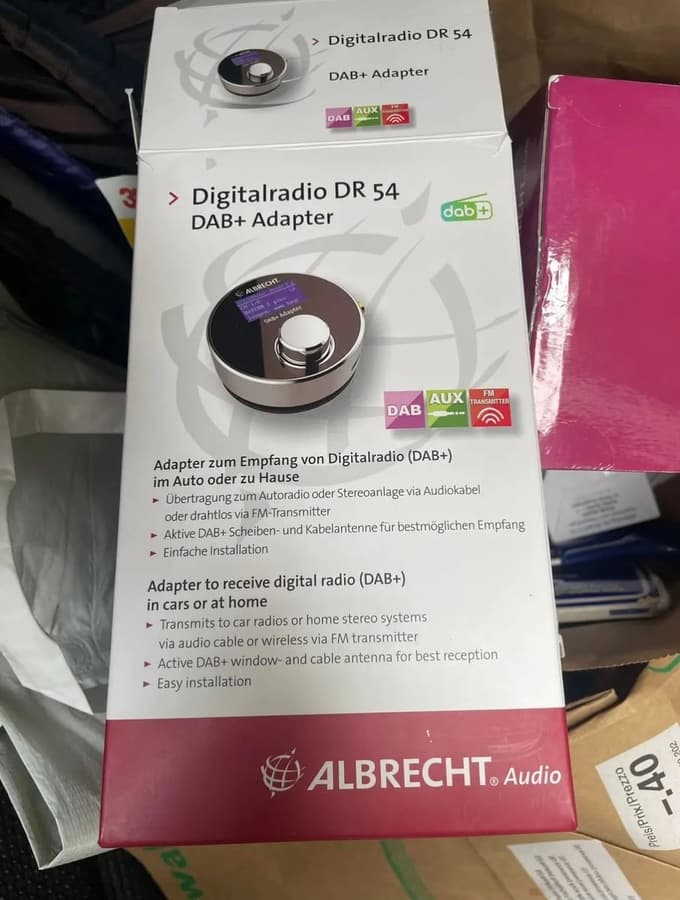 > Digitalradio DR 54
DAB+ Adapter
DAB AUX FM TRANSMITTER
> Digitalradio DR 54
DAB+ Adapter
dab+
ALBRECHT
DAB+ Adapter
DAB AUX FM TRANSMITTER
Adapter zum Empfang von Digitalradio (DAB+)
im Auto oder zu Hause
► Übertragung zum Autoradio oder Stereoanlage via Audiokabel
oder drahtlos via FM-Transmitter
► Aktive DAB+ Scheiben- und Kabelantenne für bestmöglichen Empfang
► Einfache Installation
Adapter to receive digital radio (DAB+)
in cars or at home
► Transmits to car radios or home stereo systems
via audio cable or wireless via FM transmitter
► Active DAB+ window- and cable antenna for best reception
► Easy installation
ALBRECHT® Audio
Preis/Prix/Prezzo
-.40